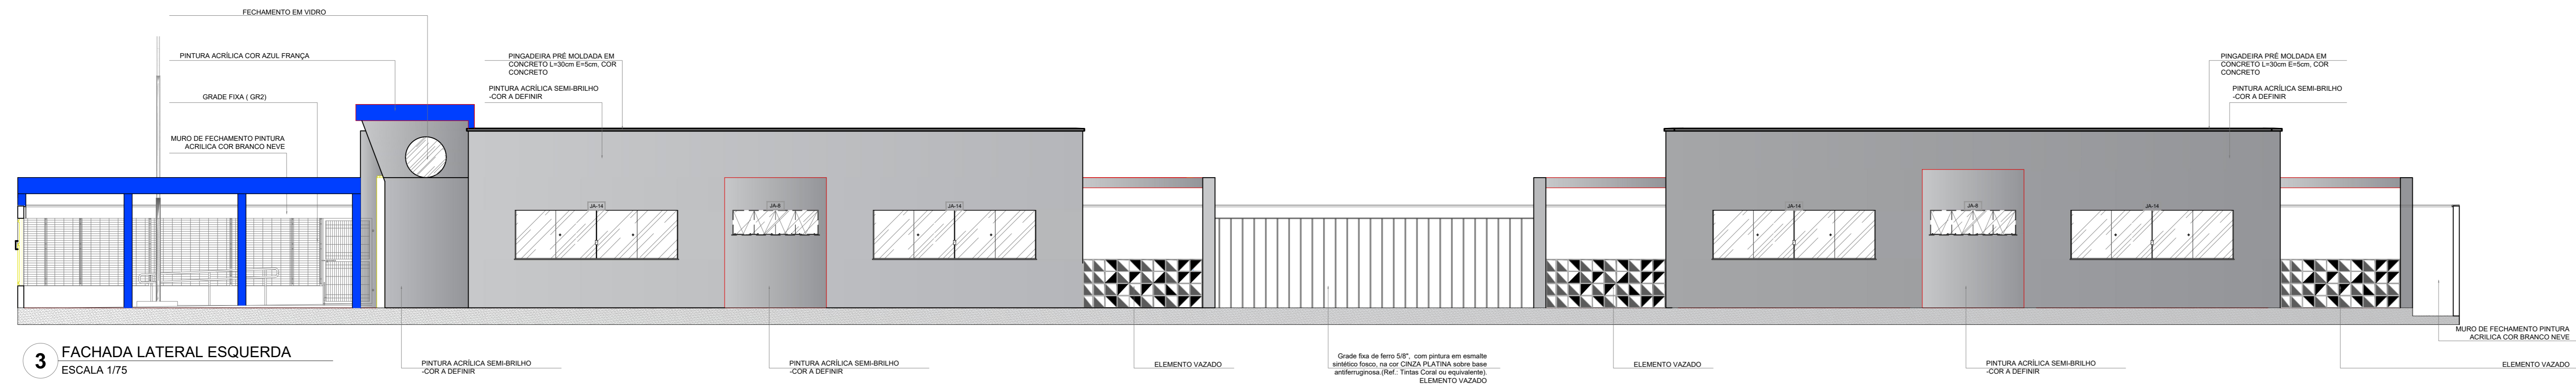 FECHAMENTO EM VIDRO
PINTURA ACRÍLICA COR AZUL FRANÇA
GRADE FIXA ( GR2)
MURO DE FECHAMENTO PINTURA
ACRILICA COR BRANCO NEVE
PINGADEIRA PRÉ MOLDADA EM
CONCRETO L=30cm E=5cm, COR
CONCRETO
PINTURA ACRÍLICA SEMI-BRILHO
-COR A DEFINIR
PINGADEIRA PRÉ MOLDADA EM
CONCRETO L=30cm E=5cm, COR
CONCRETO
PINTURA ACRÍLICA SEMI-BRILHO
-COR A DEFINIR
JA-14
JA-8
JA-14
JA-14
JA-8
JA-14
3
FACHADA LATERAL ESQUERDA
ESCALA 1/75
PINTURA ACRÍLICA SEMI-BRILHO
-COR A DEFINIR
PINTURA ACRÍLICA SEMI-BRILHO
-COR A DEFINIR
ELEMENTO VAZADO
Grade fixa de ferro 5/8", com pintura em esmalte
sintético fosco, na cor CINZA PLATINA sobre base
antiferruginosa.(Ref.: Tintas Coral ou equivalente).
ELEMENTO VAZADO
ELEMENTO VAZADO
PINTURA ACRÍLICA SEMI-BRILHO
-COR A DEFINIR
MURO DE FECHAMENTO PINTURA
ACRILICA COR BRANCO NEVE
ELEMENTO VAZADO